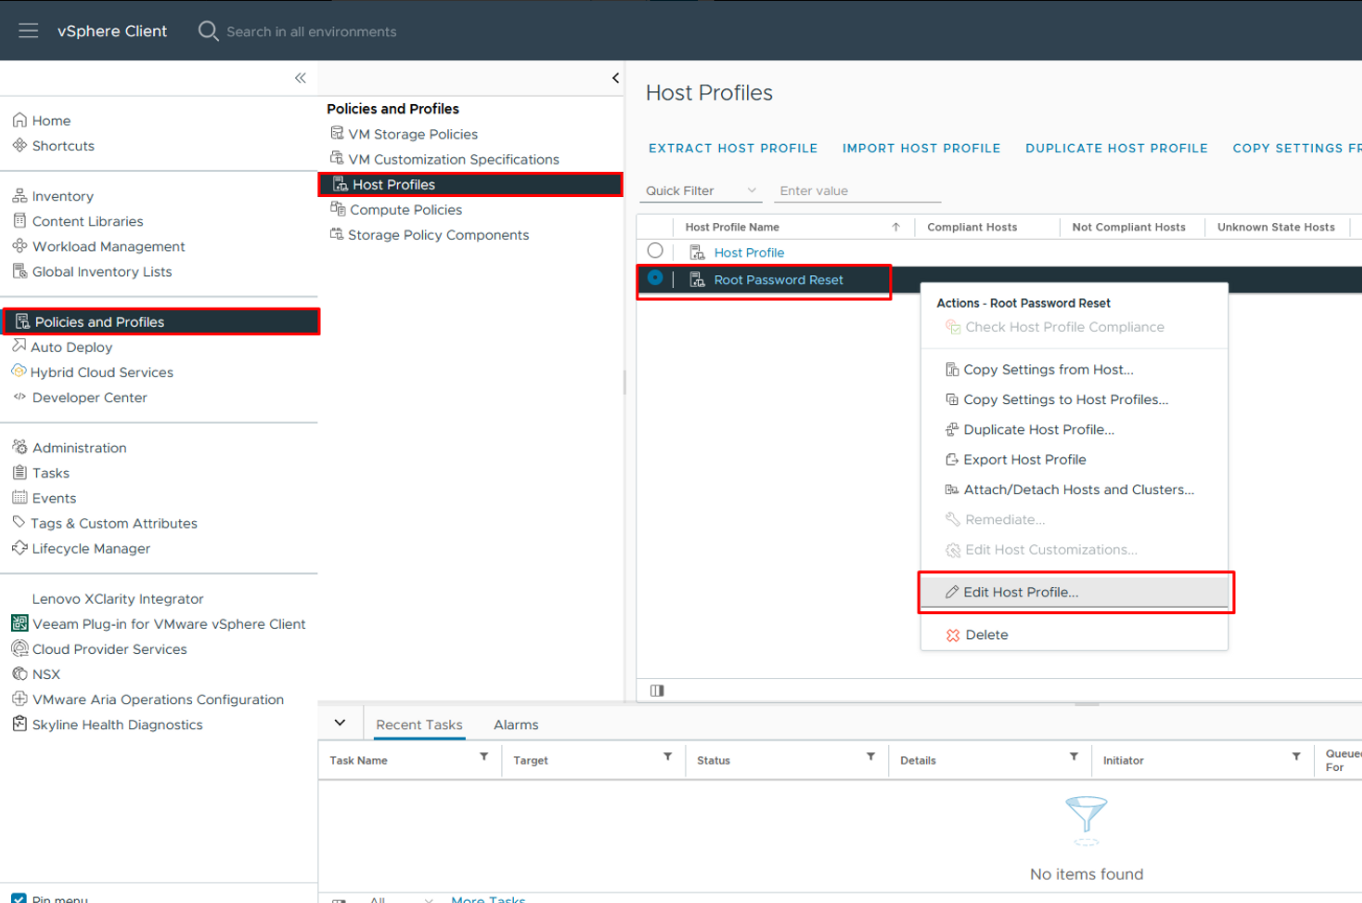 vSphere Client
Search in all environments
Home
Shortcuts
Inventory
Content Libraries
Workload Management
Global Inventory Lists
Policies and Profiles
Auto Deploy
Hybrid Cloud Services
Developer Center
Administration
Tasks
Events
Tags & Custom Attributes
Lifecycle Manager
Lenovo XClarity Integrator
Veeam Plug-in for VMware vSphere Client
Cloud Provider Services
NSX
VMware Aria Operations Configuration
Skyline Health Diagnostics
Pin menu
Policies and Profiles
VM Storage Policies
VM Customization Specifications
Host Profiles
Compute Policies
Storage Policy Components
Host Profiles
EXTRACT HOST PROFILE IMPORT HOST PROFILE DUPLICATE HOST PROFILE COPY SETTINGS FR
Quick Filter Enter value
Host Profile Name Compliant Hosts Not Compliant Hosts Unknown State Hosts
Host Profile
Root Password Reset
Actions - Root Password Reset
Check Host Profile Compliance
Copy Settings from Host...
Copy Settings to Host Profiles...
Duplicate Host Profile...
Export Host Profile
Attach/Detach Hosts and Clusters...
Remediate...
Edit Host Customizations...
Edit Host Profile...
Delete
Recent Tasks Alarms
Task Name Target Status Details Initiator Queued
For
No items found
All More Tasks